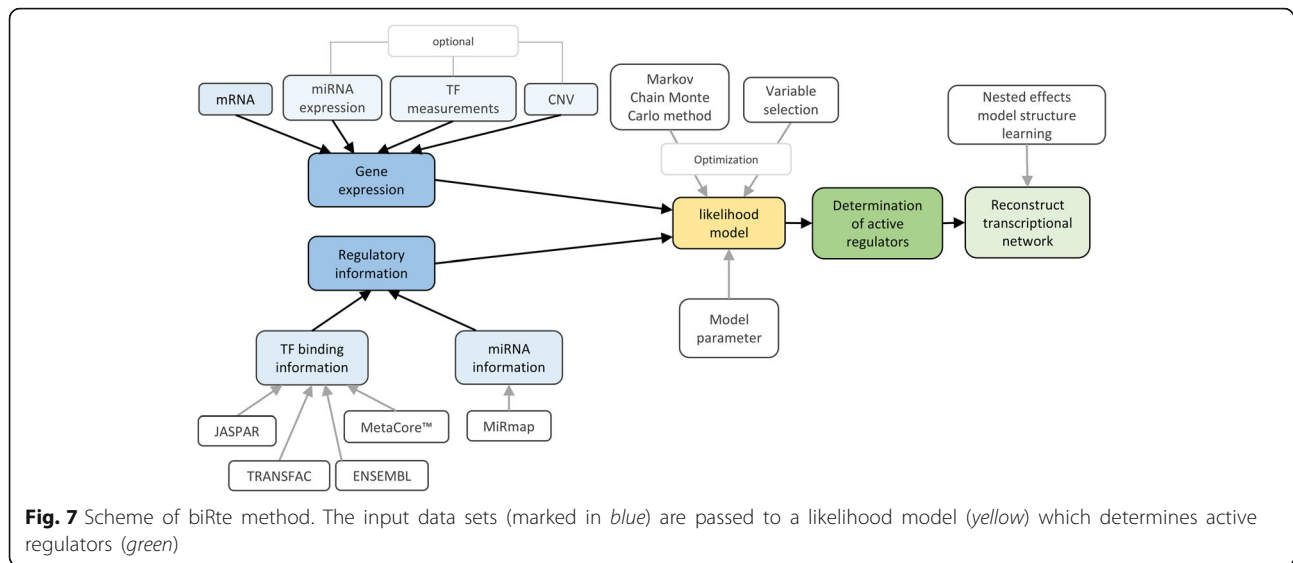 optional
mRNA
miRNA
expression
TF
measurements
CNV
Markov
Chain Monte
Carlo method
Variable
selection
Nested effects
model structure
learning
Optimization
Gene
expression
likelihood
model
Determination
of active
regulators
Reconstruct
transcriptional
network
Regulatory
information
Model
parameter
TF binding
information
miRNA
information
JASPAR
MetaCore™
MiRmap
TRANSFAC
ENSEMBL
Fig. 7 Scheme of biRte method. The input data sets (marked in blue) are passed to a likelihood model (yellow) which determines active
regulators (green)